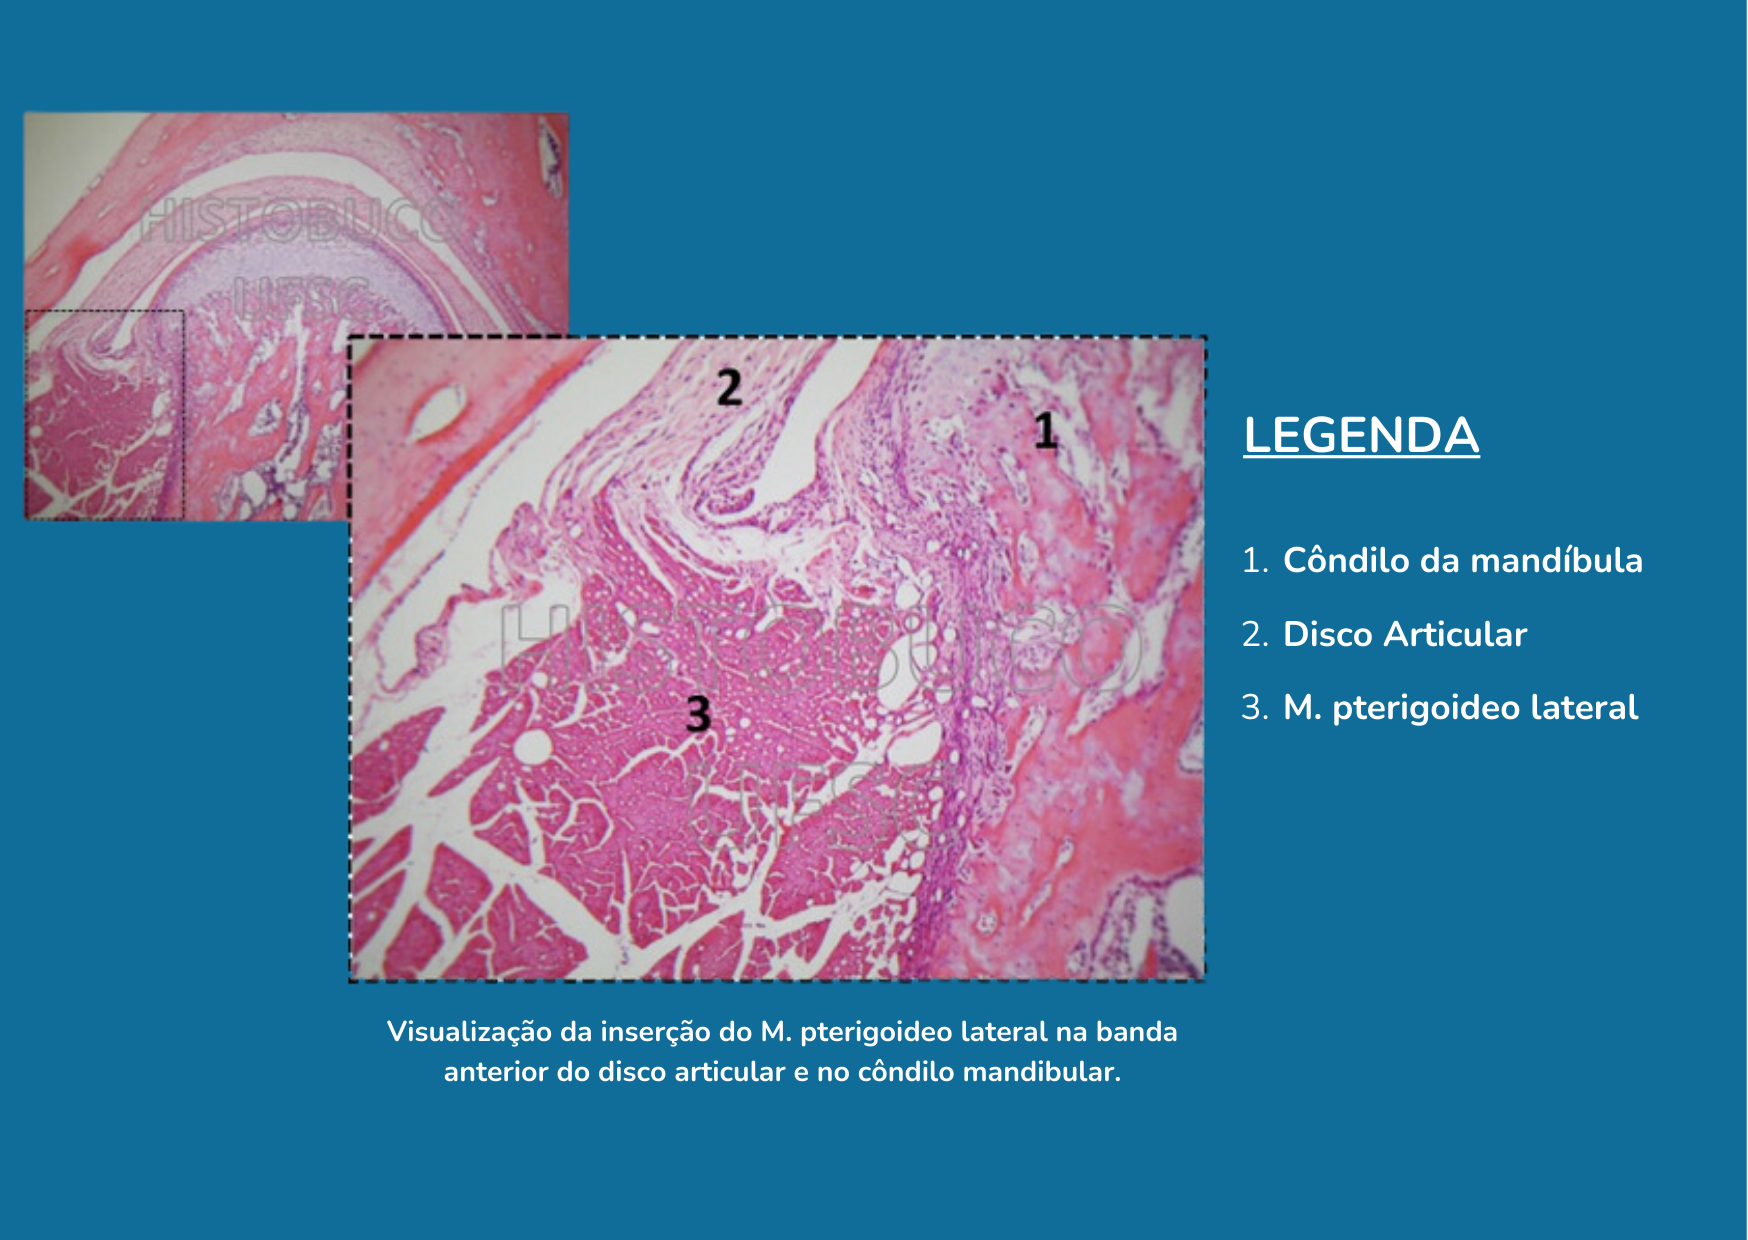 HISTOBUCO
UFSC
2
1
HISTOBUCO
3
UFSC
LEGENDA
1. Côndilo da mandíbula
2. Disco Articular
3. M. pterigoideo lateral
Visualização da inserção do M. pterigoideo lateral na banda
anterior do disco articular e no côndilo mandibular.